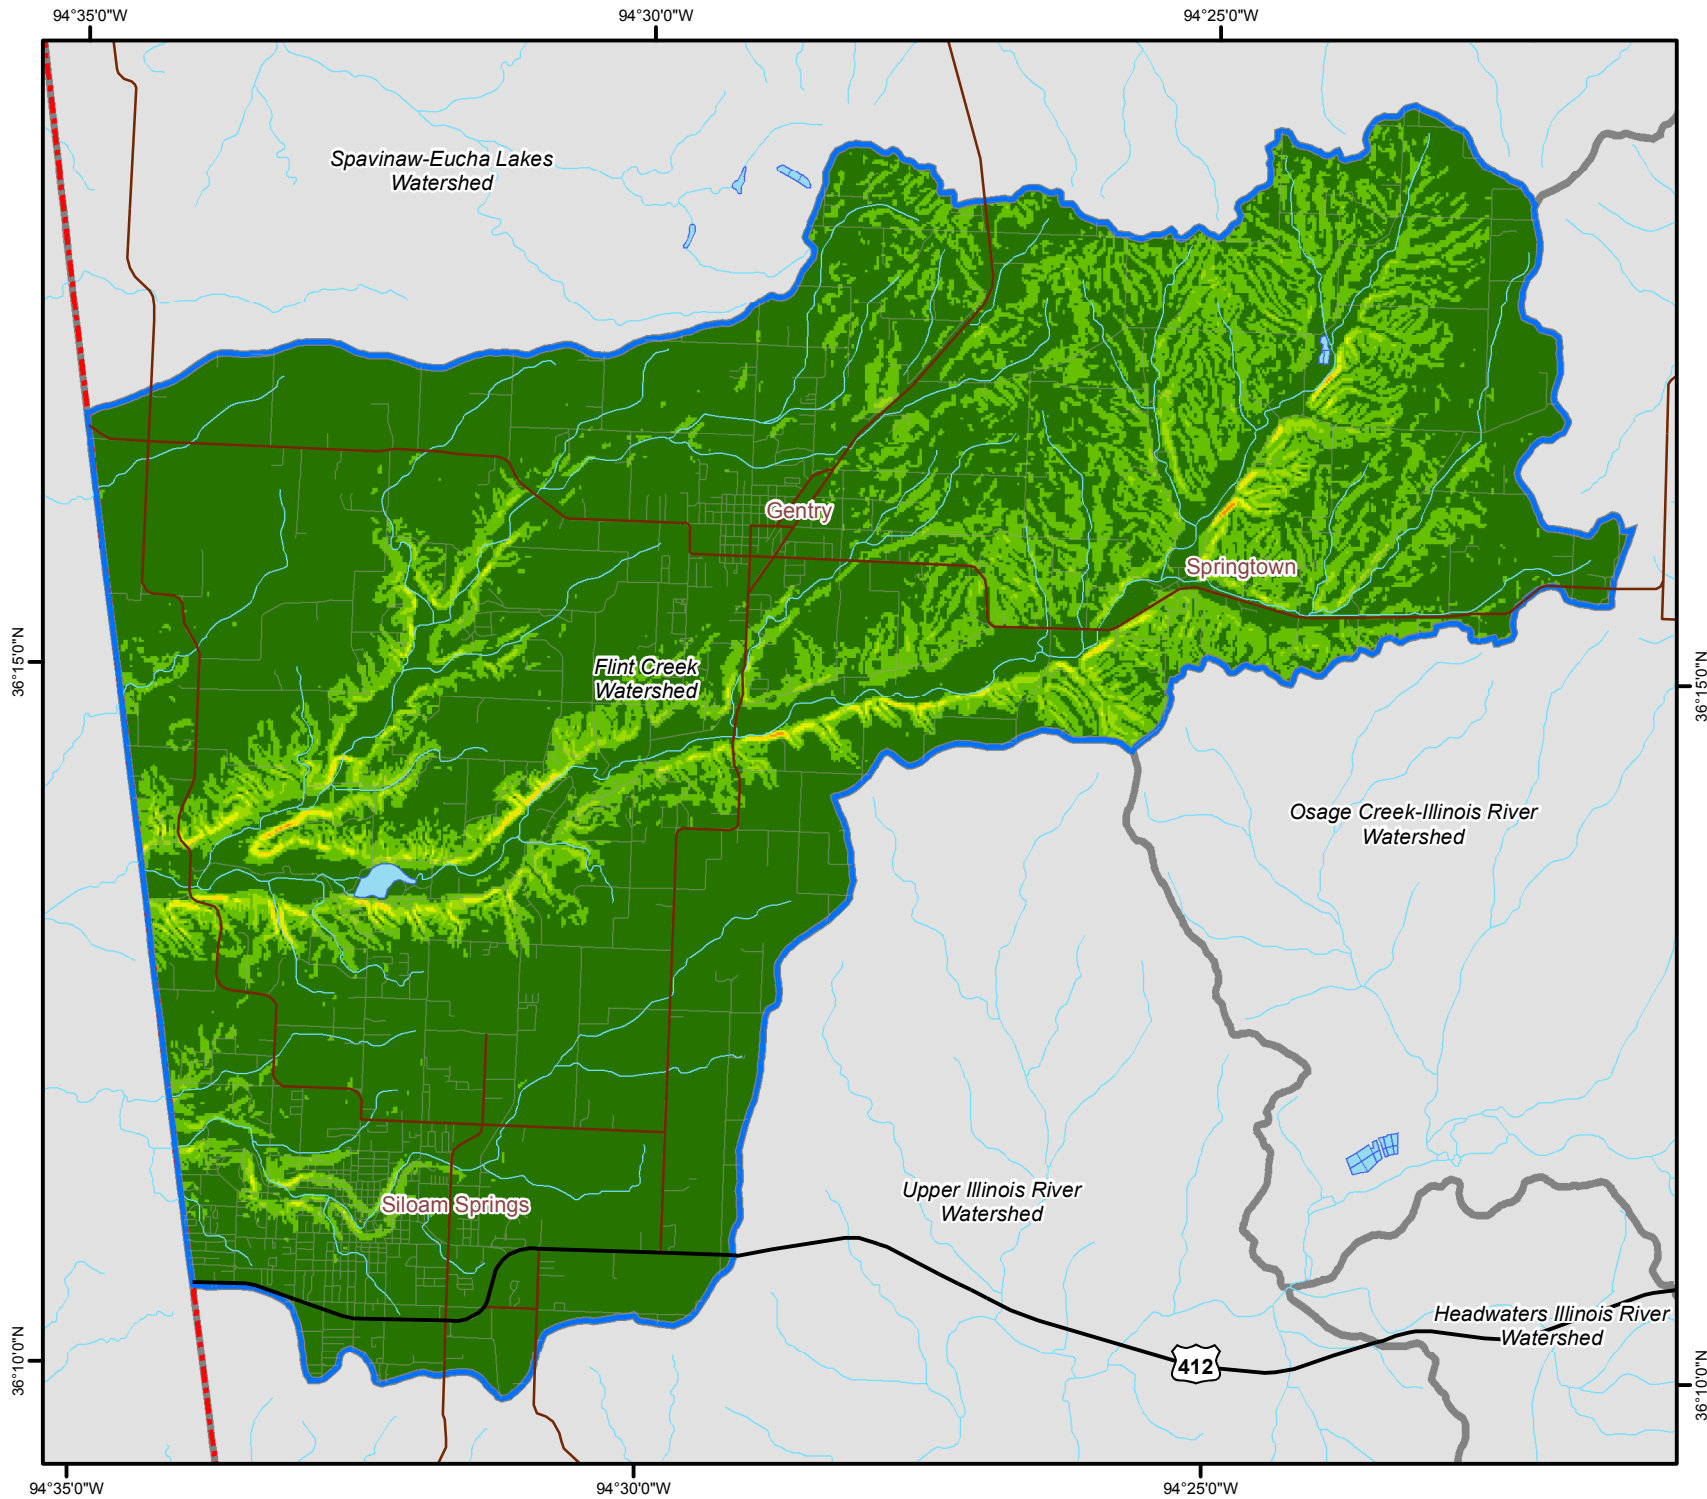 94°35'0"W
94°30'0"W
94°25'0"W
Spavinaw-Eucha Lakes
Watershed
Gentry
Springtown
36°15'0"N
Flint Creek
Watershed
36°15'0"N
Osage Creek-Illinois River
Watershed
Siloam Springs
Upper Illinois River
Watershed
Headwaters Illinois River
Watershed
412
36°10'0"N
36°10'0"N
94°35'0"W
94°30'0"W
94°25'0"W